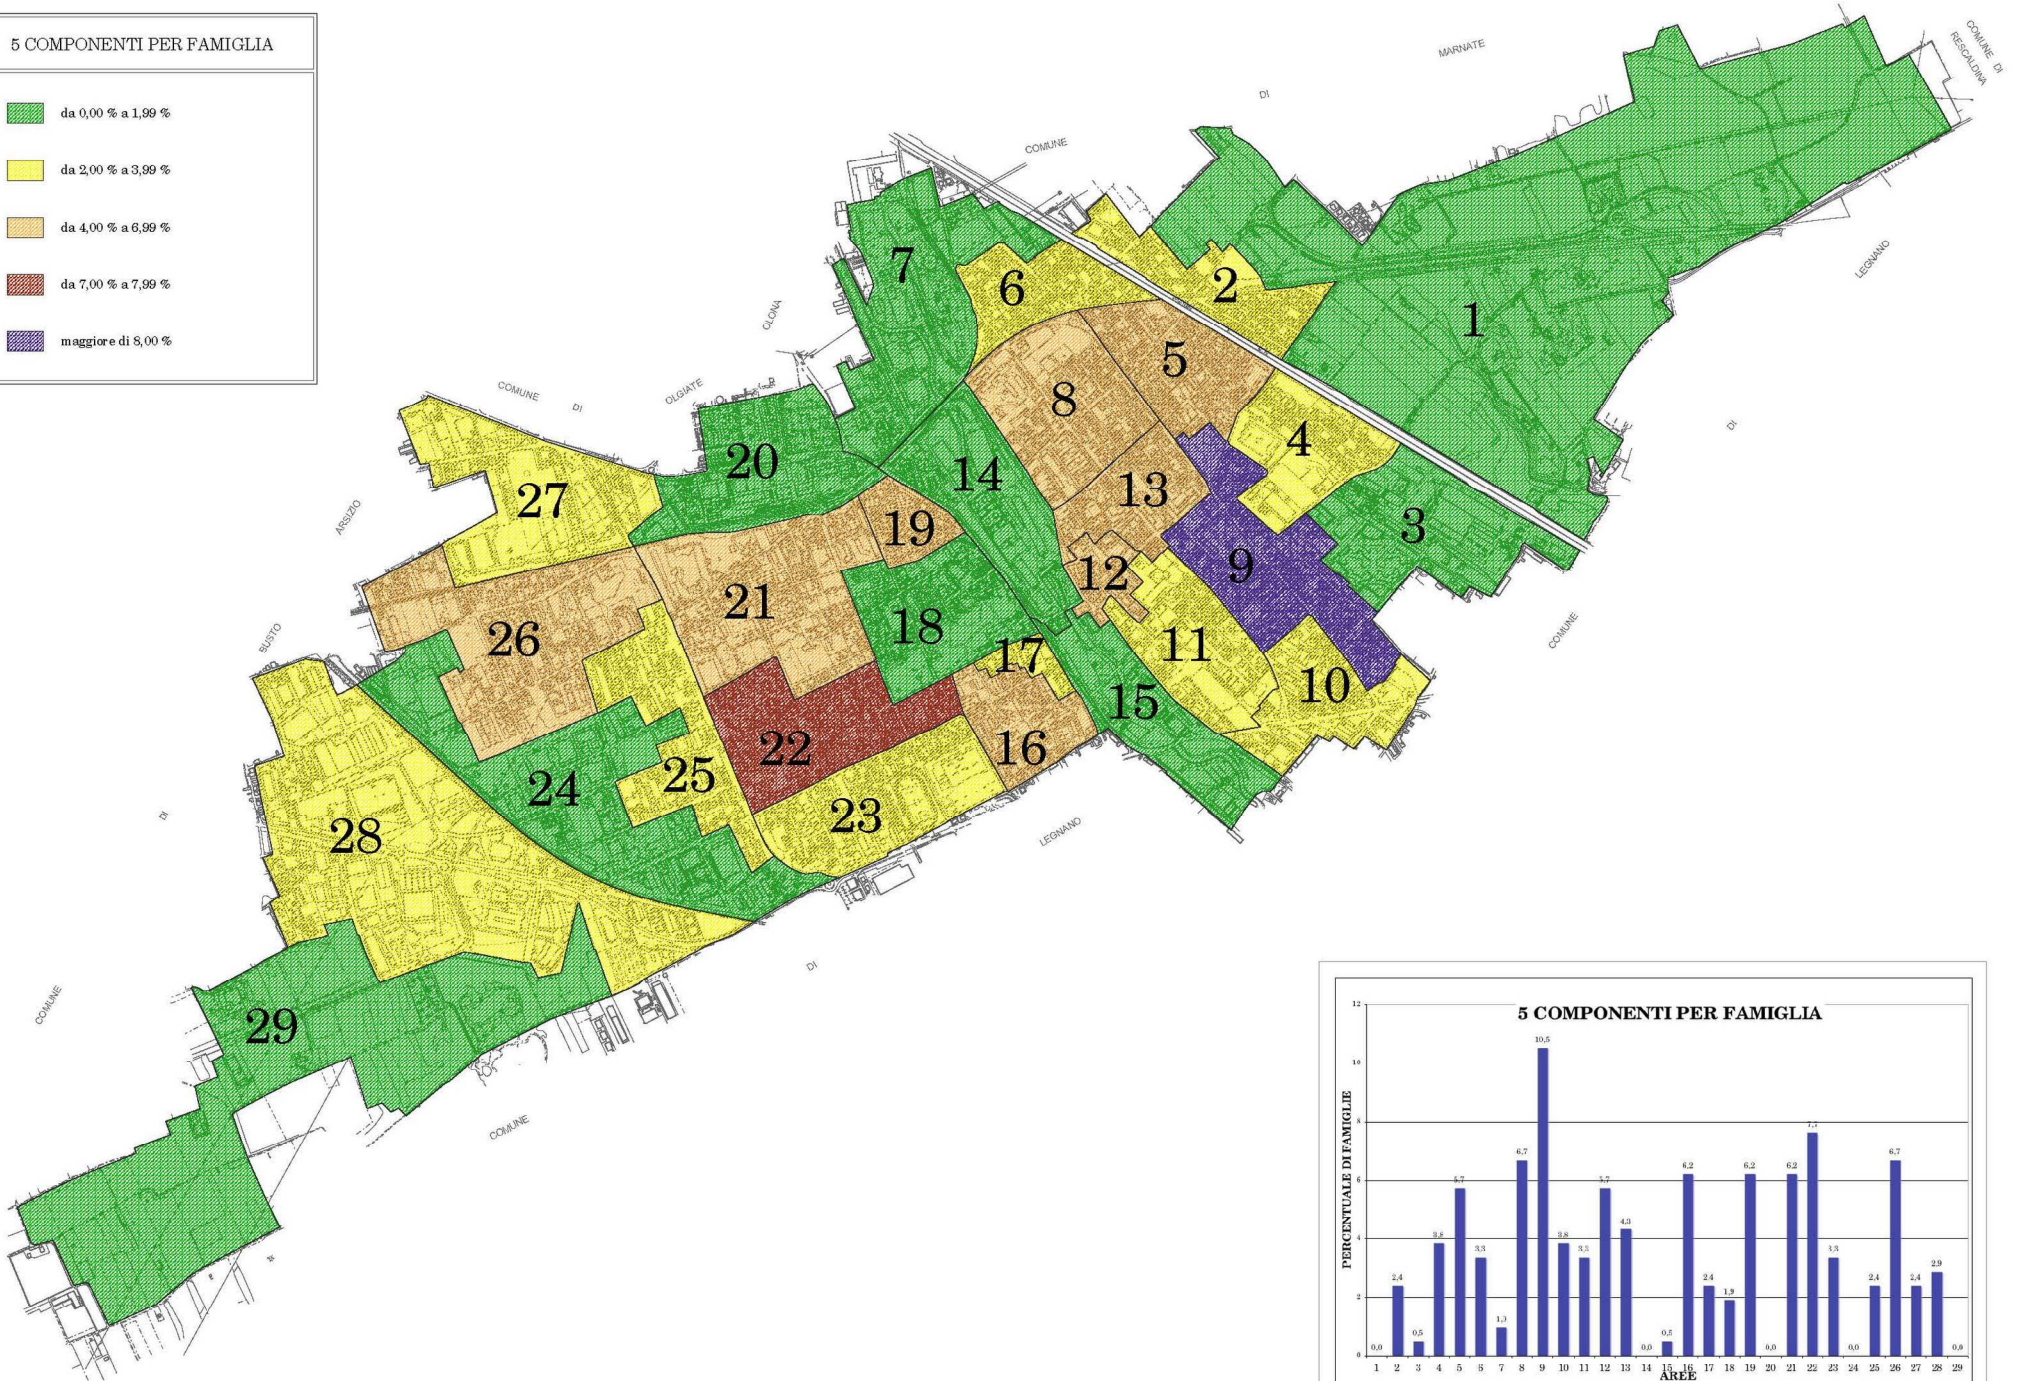 5 COMPONENTI PER FAMIGLIA
da 0,00 % a 1,99 %
da 2,00 % a 3,99 %
da 4,00 % a 6,99 %
da 7,00 % a 7,99 %
maggiore di 8,00 %
COMUNE DI
RESCALDINA
MARNATE
DI
COMUNE
LEGNANO
DI
COMUNE
OLONA
OLGIATE
DI
COMUNE
ARSIZIO
BUSTO
DI
COMUNE
LEGNANO
DI
COMUNE
1
2
3
4
5
6
7
8
9
10
11
12
13
14
15
16
17
18
19
20
21
22
23
24
25
26
27
28
29
5 COMPONENTI PER FAMIGLIA
PERCENTUALE DI FAMIGLIE
12
10
8
6
4
2
0
0,0 2,4 0,5 3,8 5,7 3,3 6,7 10,5 3,8 3,3 5,7 4,3 0,0 0,5 6,2 2,4 1,9 6,2 0,0 6,2 7,7 3,3 0,0 2,4 6,7 2,4 2,9 0,0
1 2 3 4 5 6 7 8 9 10 11 12 13 14 15 16 17 18 19 20 21 22 23 24 25 26 27 28 29
AREE